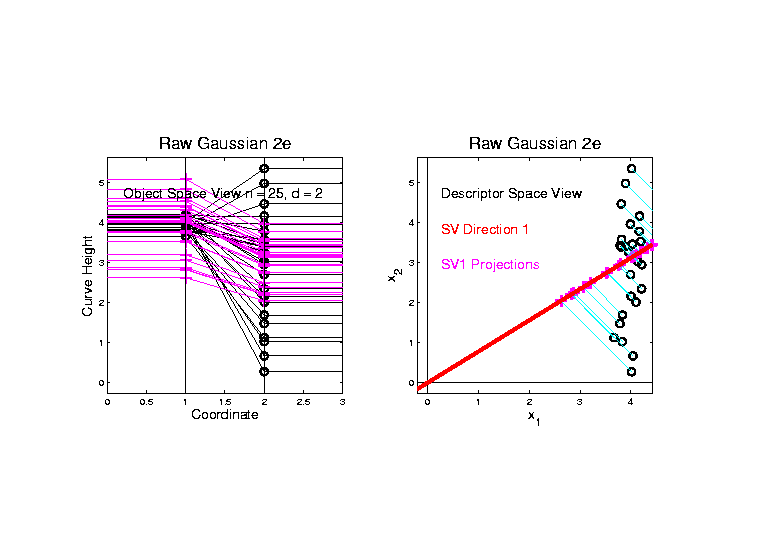 Raw Gaussian 2e
Object Space View n = 25, d = 2
Curve Height
5
4
3
2
1
0
0 0.5 1 1.5 2 2.5 3
Coordinate
Raw Gaussian 2e
Descriptor Space View
SV Direction 1
SV1 Projections
x2
5
4
3
2
1
0
0 1 2 3 4
x1